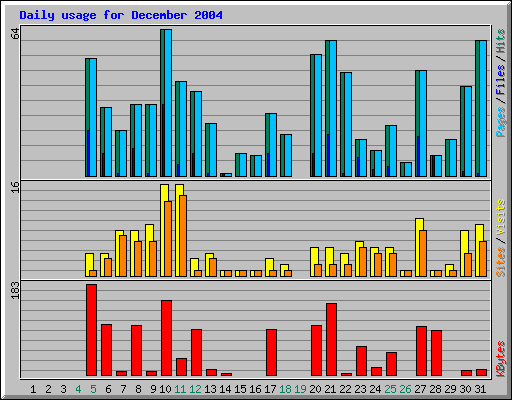 Daily usage for December 2004
64
16
183
Pages / Files / Hits
Sites / Visits
KBytes
1 2 3 4 5 6 7 8 9 10 11 12 13 14 15 16 17 18 19 20 21 22 23 24 25 26 27 28 29 30 31